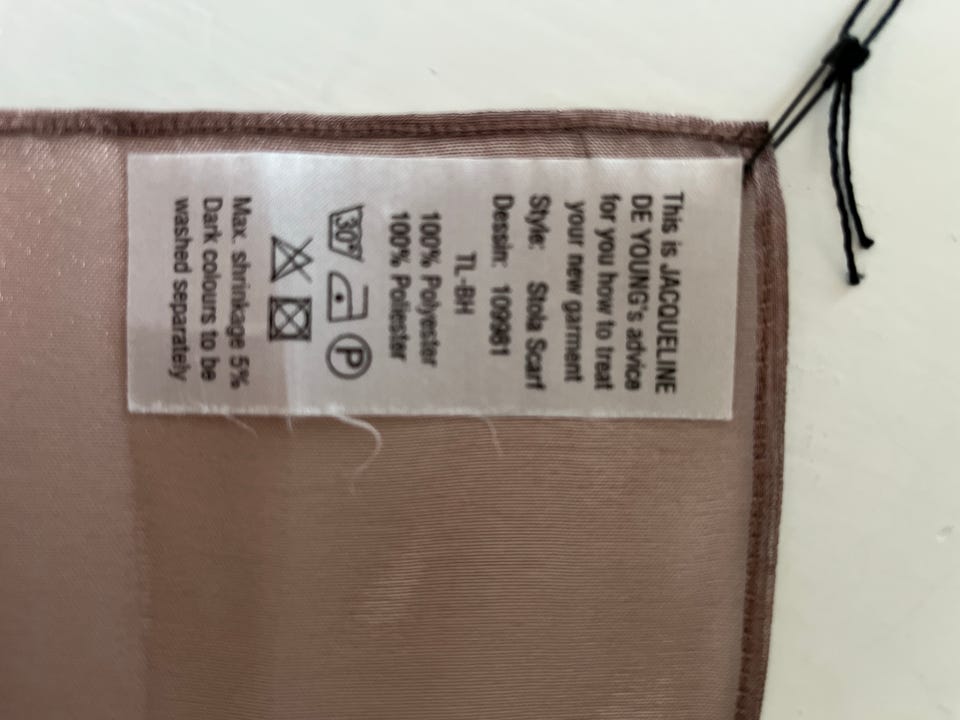 This is JACQUELINE
DE YOUNG's advice
for you how to treat
your new garment
Style: Stola Scarf
Dessin: 109981
TL-BH
100% Polyester
100% Poliester
30°
P
Max. shrinkage 5%
Dark colours to be
washed separately